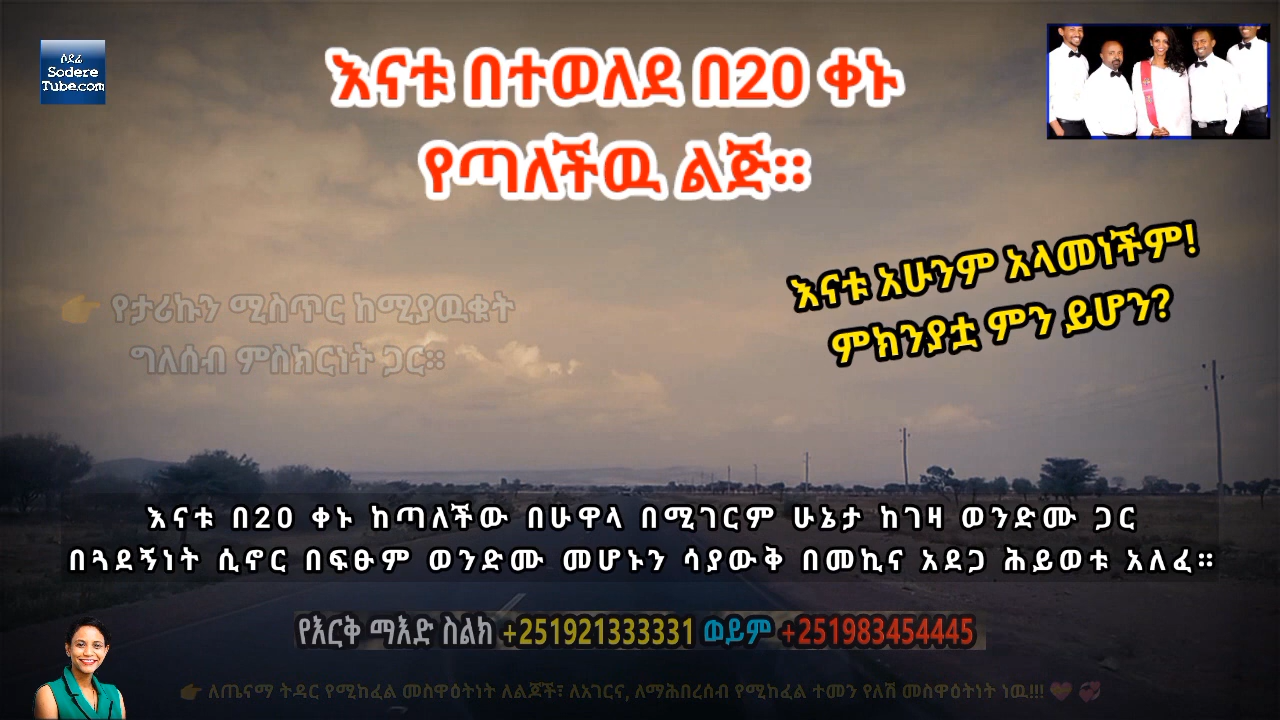 ሶደሬ
Sodere
Tube.com
እናቱ በተወለደ በ20 ቀኑ
የጣለችዉ ልጅ።
እናቱ አሁንም አላመነችም!
ምክንያቷ ምን ይሆን?
👉 የታሪኩን ሚስጥር ከሚያዉቁት
ግለሰብ ምስክርነት ጋር።
እናቱ በ20 ቀኑ ከጣለችው በሁዋላ በሚገርም ሁኔታ ከገዛ ወንድሙ ጋር
በጓደኝነት ሲኖር በፍፁም ወንድሙ መሆኑን ሳያውቅ በመኪና አደጋ ሕይወቱ አለፈ።
የእርቅ ማእድ ስልክ +251921333331 ወይም +251983454445
👉 ለጤናማ ትዳር የሚከፈል መስዋዕትነት ለልጆች፣ ለአገርና, ለማሕበረሰብ የሚከፈል ተመን የለሽ መስዋዕትነት ነዉ!!! 💝 💞